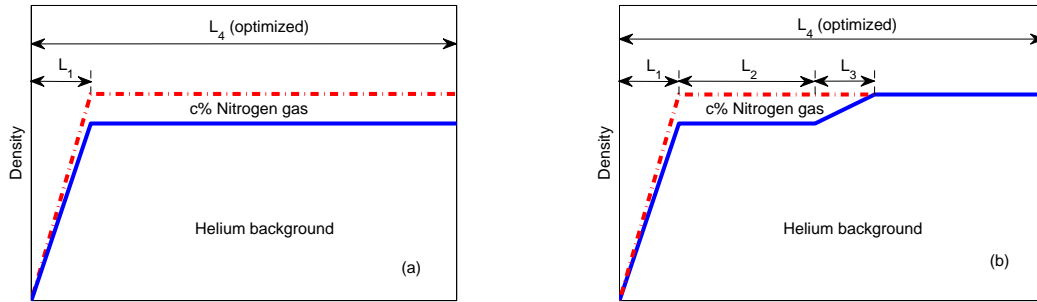 L4 (optimized)
L1
c% Nitrogen gas
Helium background
Density
(a)
L4 (optimized)
L1
L2
L3
c% Nitrogen gas
Helium background
Density
(b)